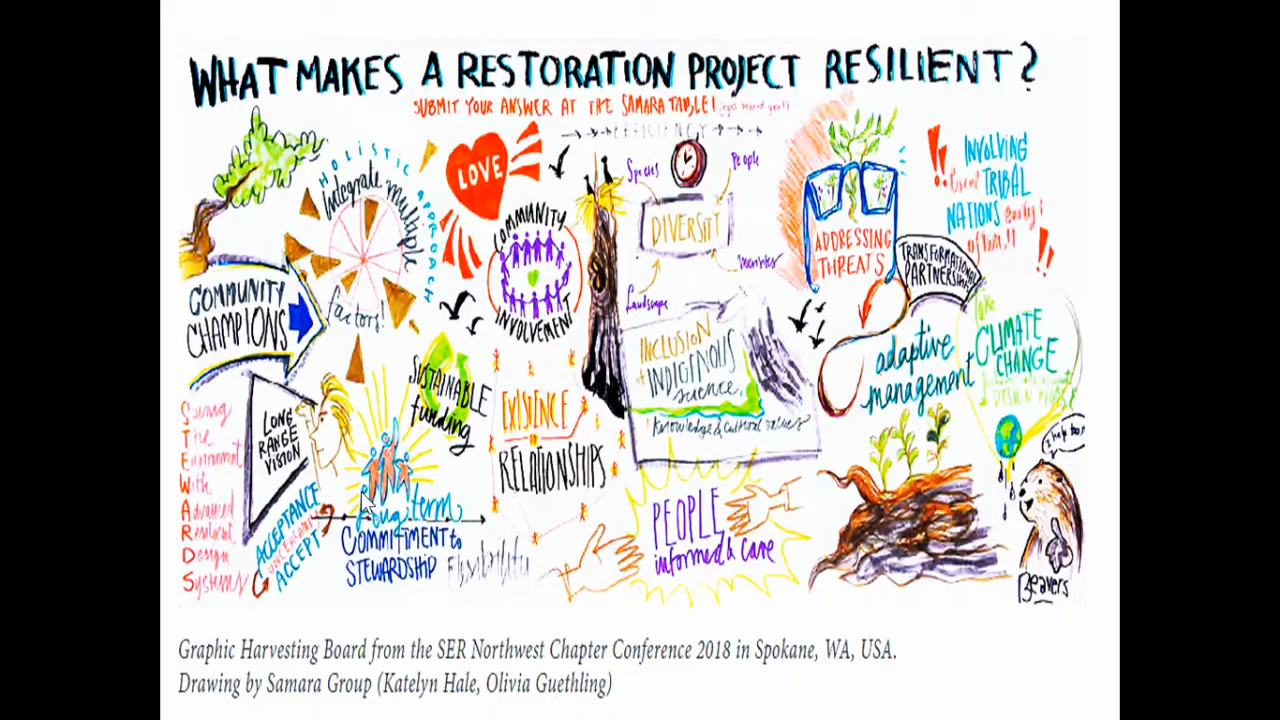 WHAT MAKES A RESTORATION PROJECT RESILIENT?
SUBMIT YOUR ANSWER AT THE SAMARA TABLE!
EFFICIENCY
HOLISTIC APPROACH
integrate multiple
factors!
LOVE
COMMUNITY
INVOLVEMENT
Species
People
DIVERSITY
Landscape
ADDRESSING
THREATS
INVOLVING
TRIBAL
NATIONS
TRANSFORMATIONAL
PARTNERSHIPS
COMMUNITY
CHAMPIONS
SUSTAINABLE
funding
EXISTENCE
RELATIONSHIPS
INCLUSION
of INDIGENOUS
science,
Knowledge & cultural values
adaptive
management
CLIMATE
CHANGE
Saving
The
Environment
With
Advanced
Resilient
Design
Systems
LONG
RANGE
VISION
ACCEPTANCE
ACCEPT
Long term
COMMITMENT to
STEWARDSHIP
Flexibility
PEOPLE
informed & care
I help too!
Beavers
Graphic Harvesting Board from the SER Northwest Chapter Conference 2018 in Spokane, WA, USA.
Drawing by Samara Group (Katelyn Hale, Olivia Guethling)